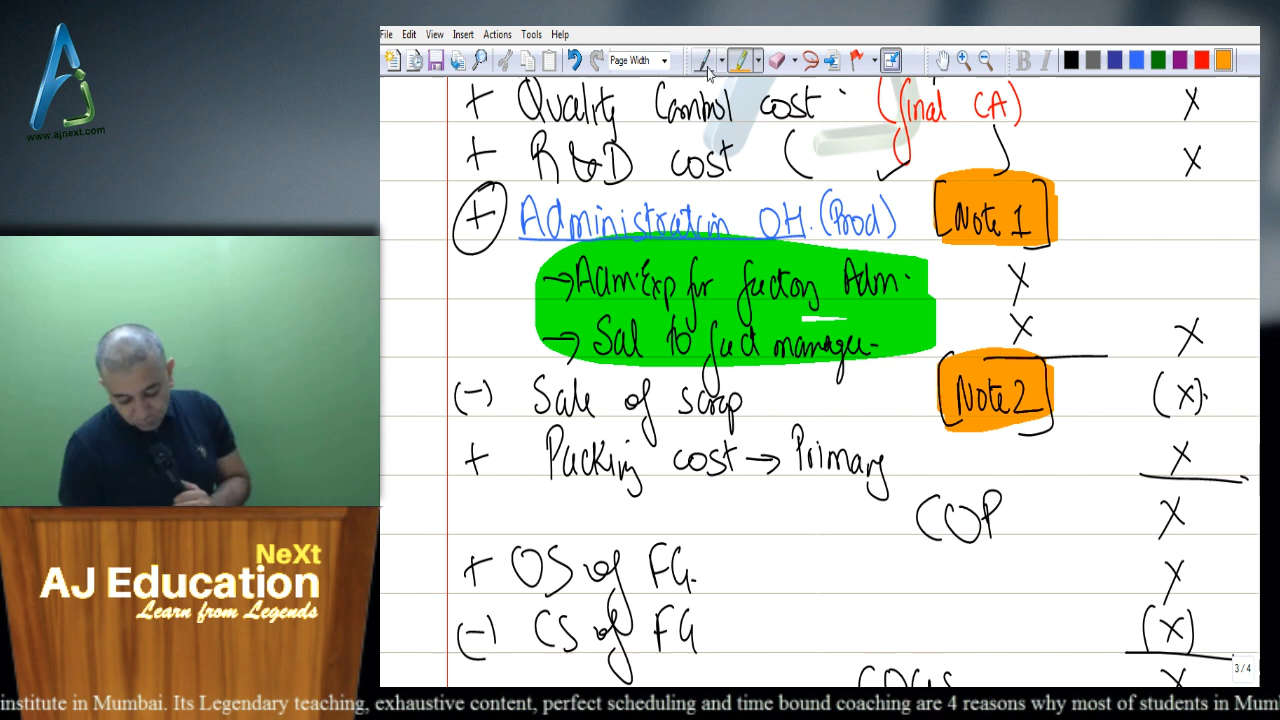 File Edit View Insert Actions Tools Help
Page Width
B I U
www.ajnext.com
+ Quality Control cost (final CA) X
+ R&D cost ( ) X
+ Administration OH. (Prod) [Note 1]
→ Adm. Exp for factory Adm. X
→ Sal to fact manager X X
(-) Sale of scrap [Note 2] (X)
+ Packing cost → Primary X
COP X
+ OS of FG. X
(-) CS of FG (X)
COGS X
3/4
NeXt
AJ Education
Learn from Legends
institute in Mumbai. Its Legendary teaching, exhaustive content, perfect scheduling and time bound coaching are 4 reasons why most of students in Mum